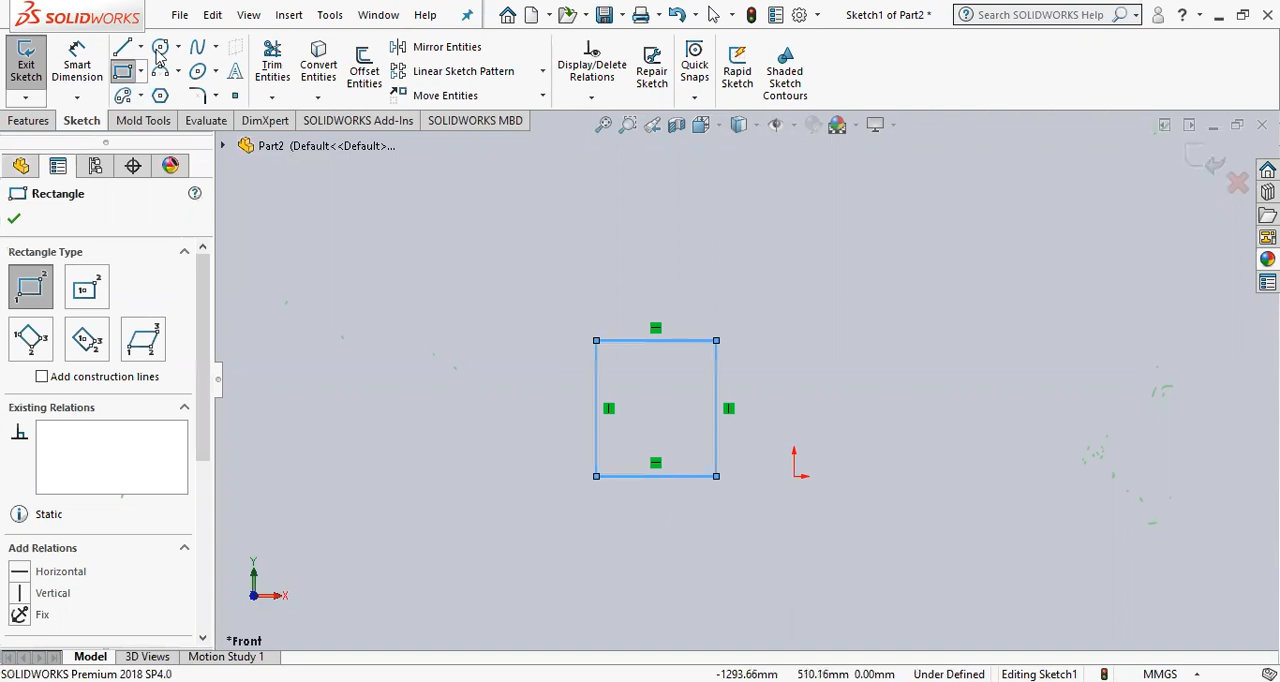 SOLIDWORKS File Edit View Insert Tools Window Help Sketch1 of Part2 * Search SOLIDWORKS Help ?
Exit Sketch Smart Dimension Trim Entities Convert Entities Offset Entities Mirror Entities Linear Sketch Pattern Move Entities Display/Delete Relations Repair Sketch Quick Snaps Rapid Sketch Shaded Sketch Contours
Features Sketch Mold Tools Evaluate DimXpert SOLIDWORKS Add-Ins SOLIDWORKS MBD
Part2 (Default<<Default>...
Rectangle
Rectangle Type
Add construction lines
Existing Relations
Static
Add Relations
Horizontal
Vertical
Fix
Y
X
*Front
Model 3D Views Motion Study 1
SOLIDWORKS Premium 2018 SP4.0 -1293.66mm 510.16mm 0.00mm Under Defined Editing Sketch1 MMGS